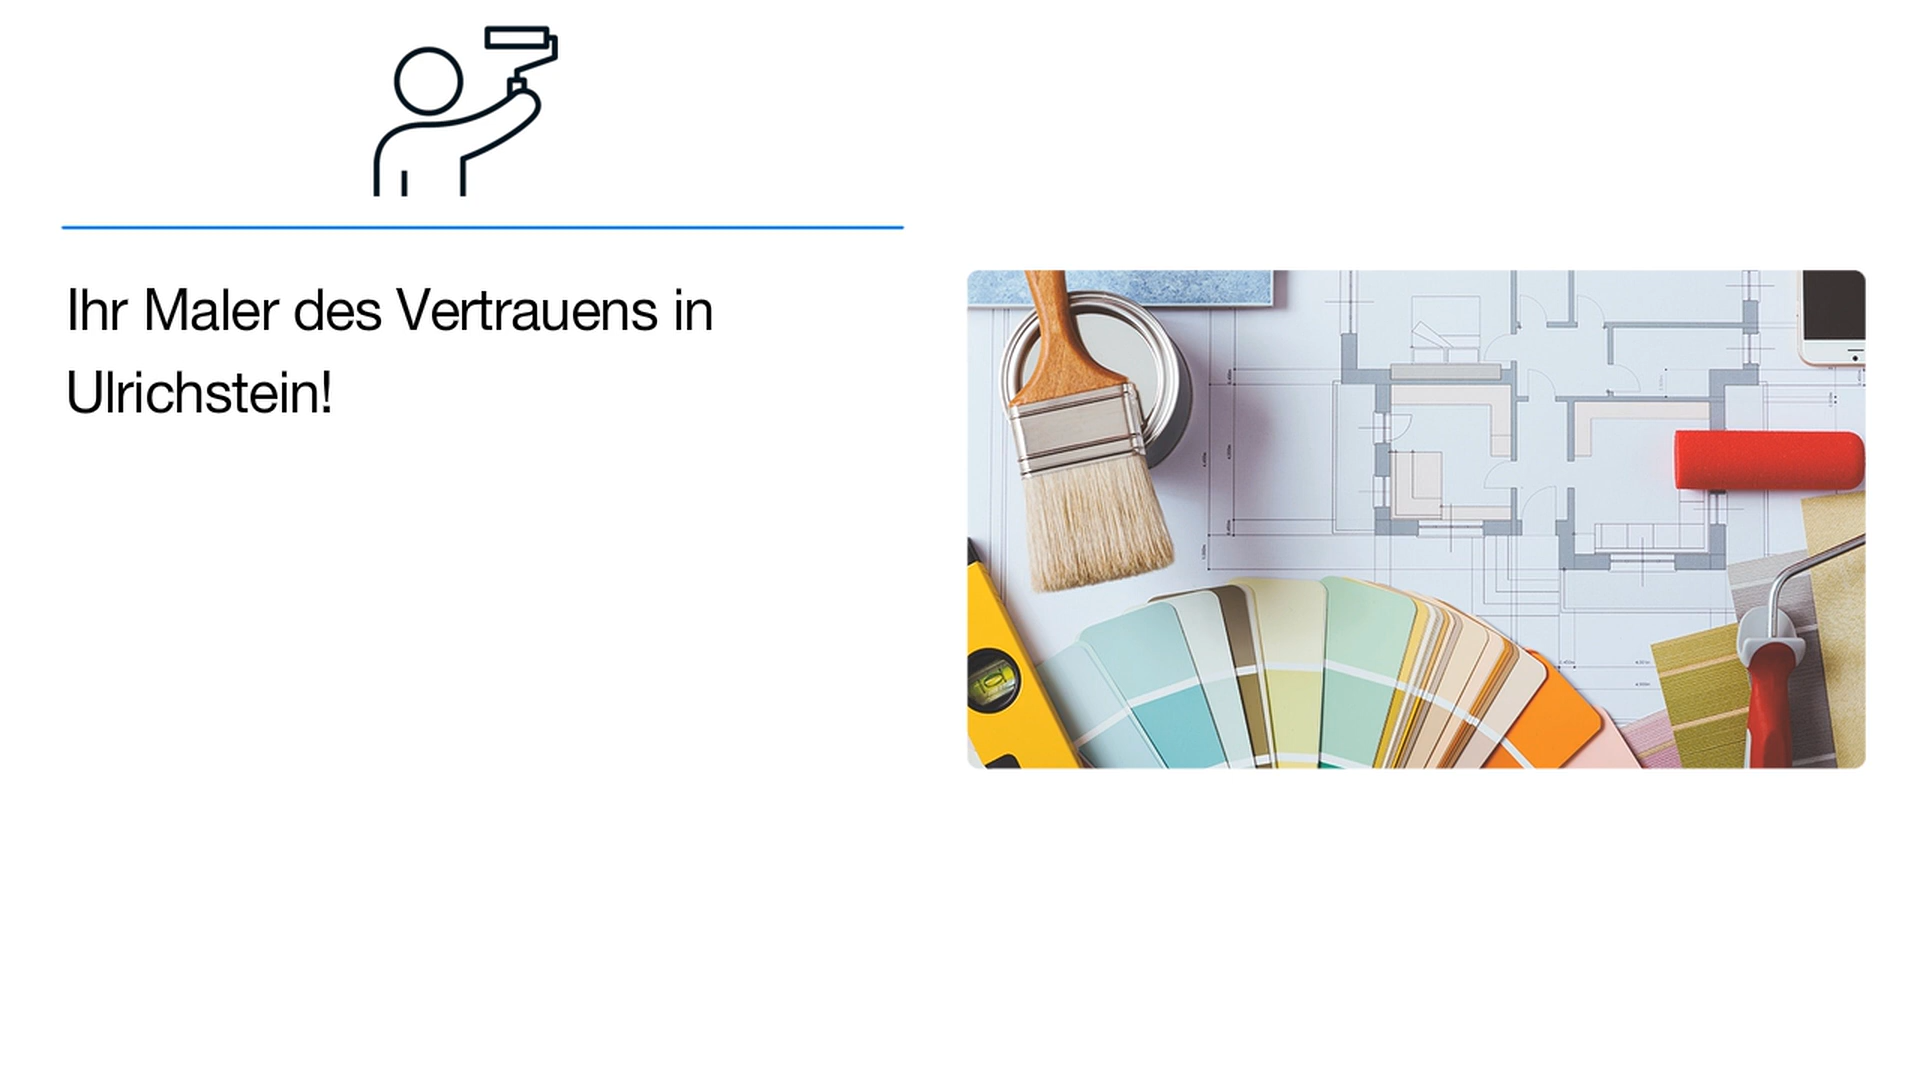 Ihr Maler des Vertrauens in
Ulrichstein!